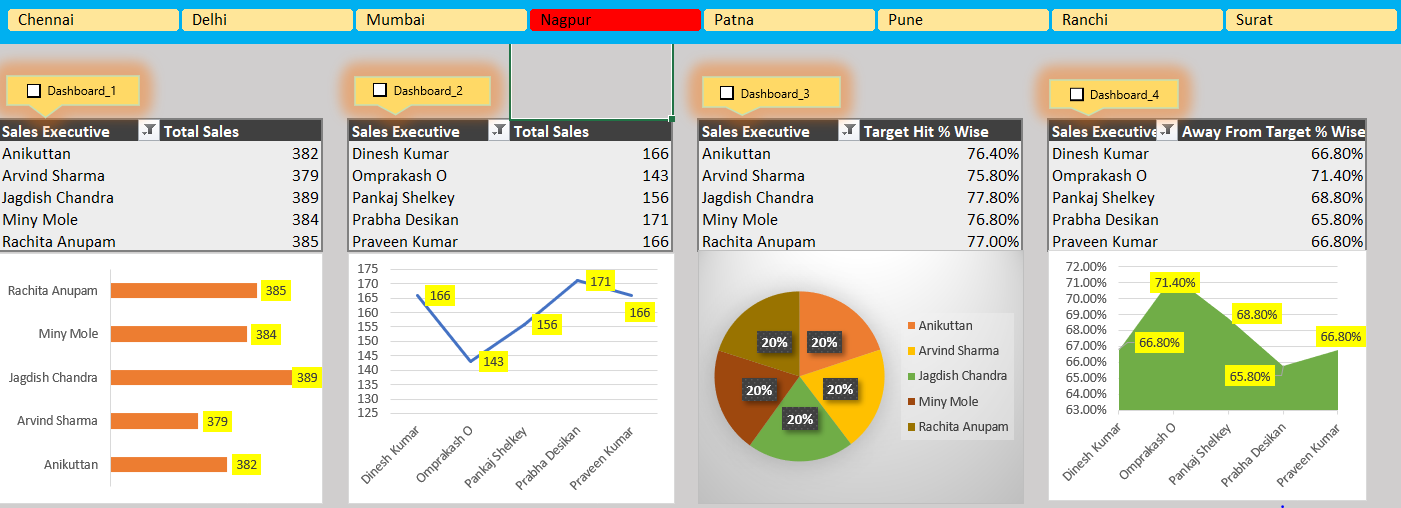 Chennai Delhi Mumbai Nagpur Patna Pune Ranchi Surat
Dashboard_1
Sales Executive Total Sales
Anikuttan 382
Arvind Sharma 379
Jagdish Chandra 389
Miny Mole 384
Rachita Anupam 385
Rachita Anupam 385
Miny Mole 384
Jagdish Chandra 389
Arvind Sharma 379
Anikuttan 382
Dashboard_2
Sales Executive Total Sales
Dinesh Kumar 166
Omprakash O 143
Pankaj Shelkey 156
Prabha Desikan 171
Praveen Kumar 166
175
170
165
160
155
150
145
140
135
130
125
166
143
156
171
166
Dinesh Kumar
Omprakash O
Pankaj Shelkey
Prabha Desikan
Praveen Kumar
Dashboard_3
Sales Executive Target Hit % Wise
Anikuttan 76.40%
Arvind Sharma 75.80%
Jagdish Chandra 77.80%
Miny Mole 76.80%
Rachita Anupam 77.00%
20%
20%
20%
20%
20%
Anikuttan
Arvind Sharma
Jagdish Chandra
Miny Mole
Rachita Anupam
Dashboard_4
Sales Executive Away From Target % Wise
Dinesh Kumar 66.80%
Omprakash O 71.40%
Pankaj Shelkey 68.80%
Prabha Desikan 65.80%
Praveen Kumar 66.80%
72.00%
71.00%
70.00%
69.00%
68.00%
67.00%
66.00%
65.00%
64.00%
63.00%
66.80%
71.40%
68.80%
65.80%
66.80%
Dinesh Kumar
Omprakash O
Pankaj Shelkey
Prabha Desikan
Praveen Kumar